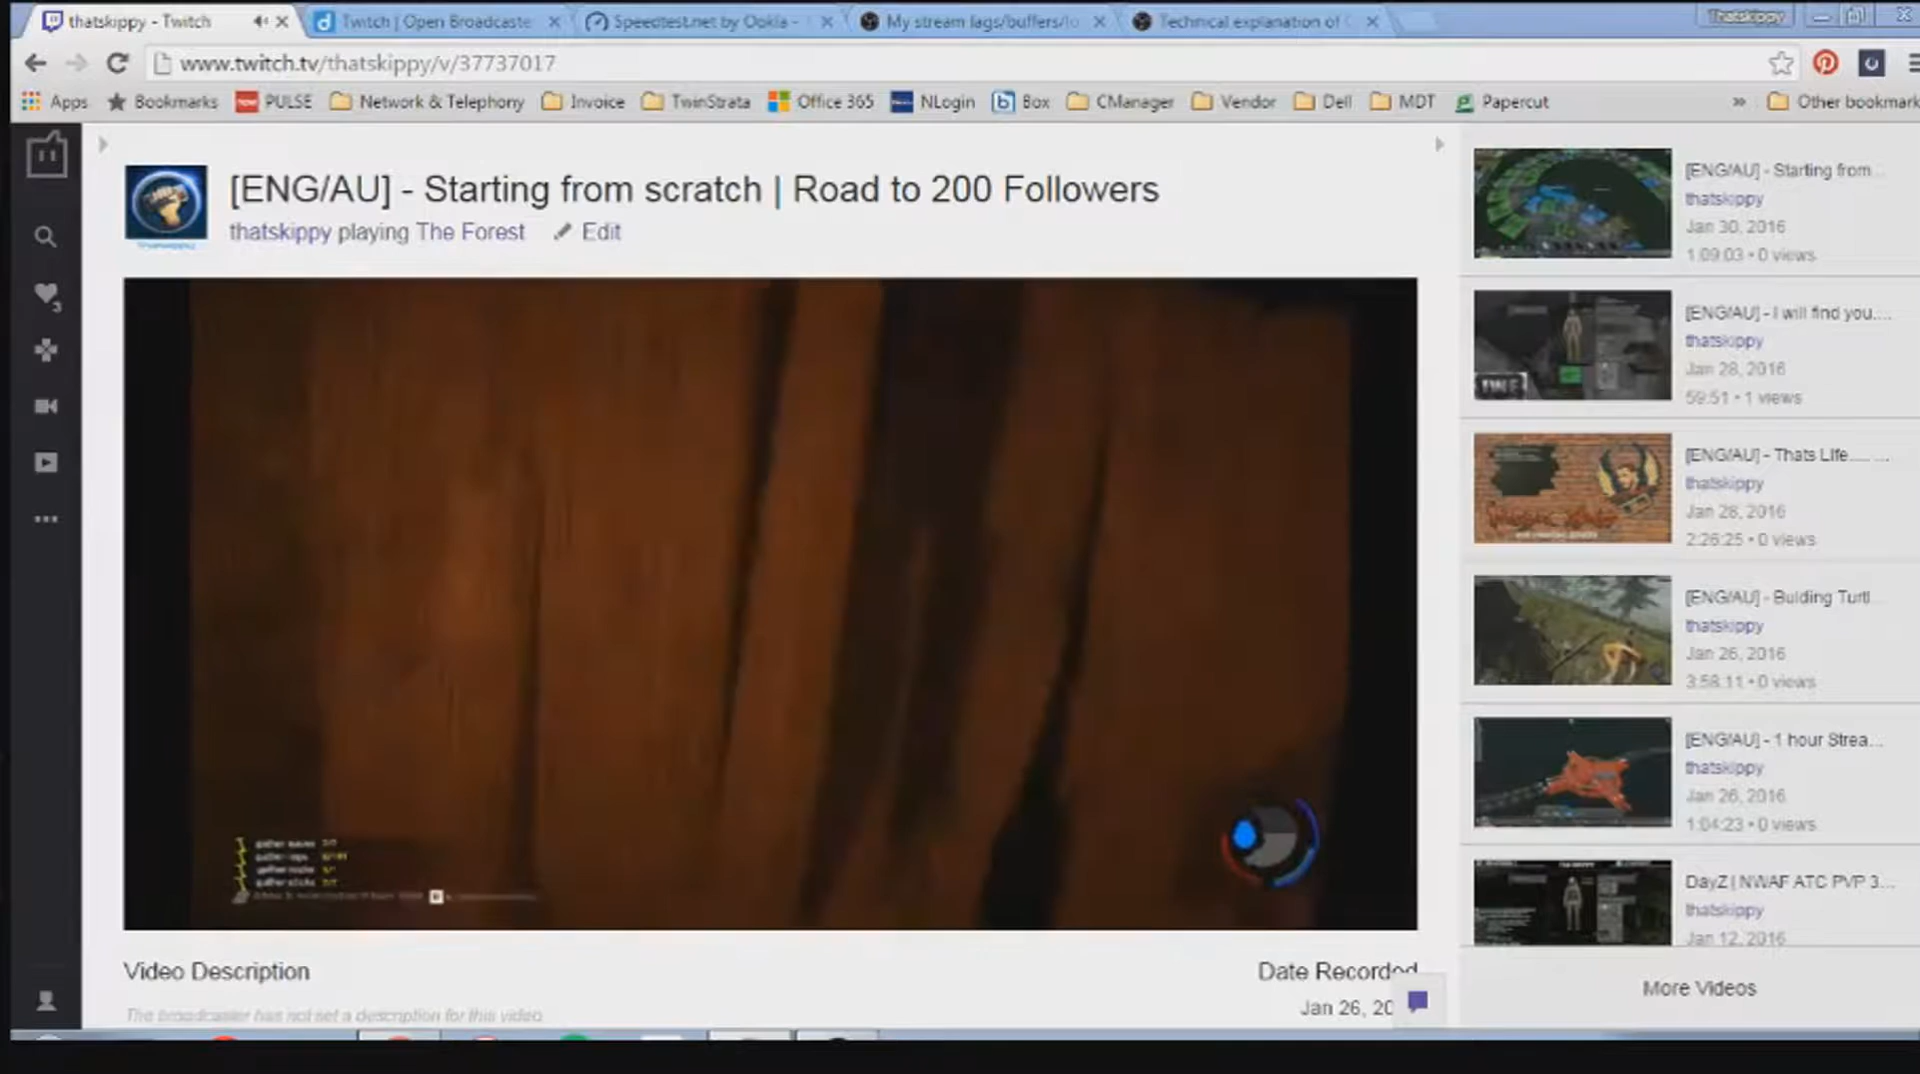 thatskippy - Twitch
Twitch | Open Broadcaste
Speedtest.net by Ookla -
My stream lags/buffers/lo
Technical explanation of
Thatskippy
www.twitch.tv/thatskippy/v/37737017
Apps
Bookmarks
PULSE
Network & Telephony
Invoice
TwinStrata
Office 365
NLogin
Box
CManager
Vendor
Dell
MDT
Papercut
»
Other bookmark
[ENG/AU] - Starting from scratch | Road to 200 Followers
thatskippy playing The Forest
Edit
3
[ENG/AU] - Starting from...
thatskippy
Jan 30, 2016
1:09:03 • 0 views
[ENG/AU] - I will find you....
thatskippy
Jan 28, 2016
59:51 • 1 views
[ENG/AU] - Thats Life..... ...
thatskippy
Jan 28, 2016
2:26:25 • 0 views
[ENG/AU] - Bulding Turtl...
thatskippy
Jan 26, 2016
3:58:11 • 0 views
[ENG/AU] - 1 hour Strea...
thatskippy
Jan 26, 2016
1:04:23 • 0 views
DayZ | NWAF ATC PVP 3...
thatskippy
Jan 12, 2016
More Videos
Video Description
The broadcaster has not set a description for this video
Date Recorded
Jan 26, 20